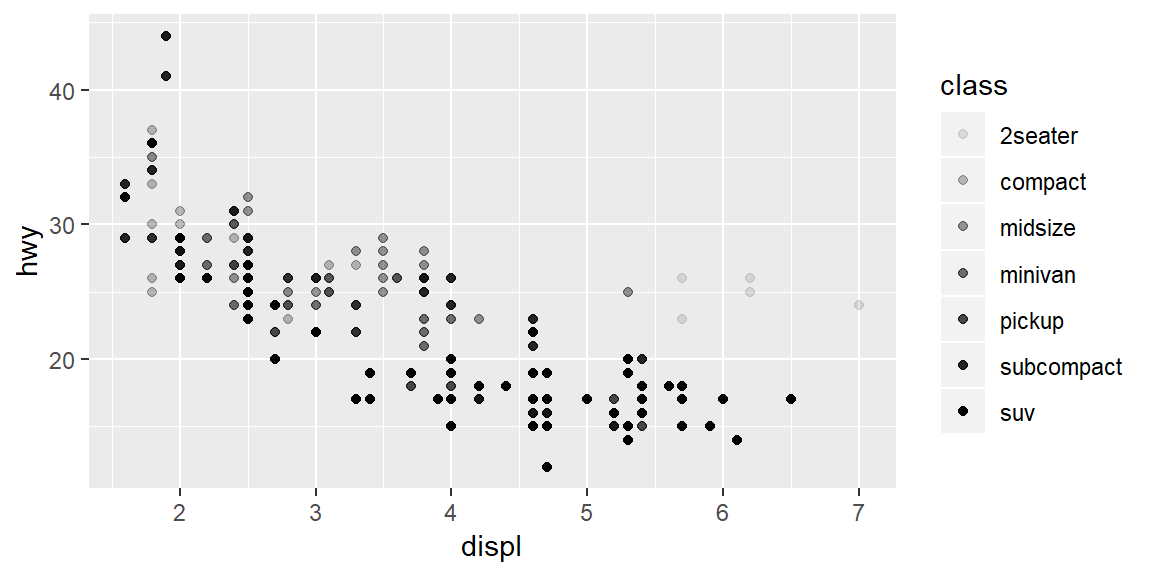 hwy
40
30
20
2 3 4 5 6 7
displ
class
2seater
compact
midsize
minivan
pickup
subcompact
suv